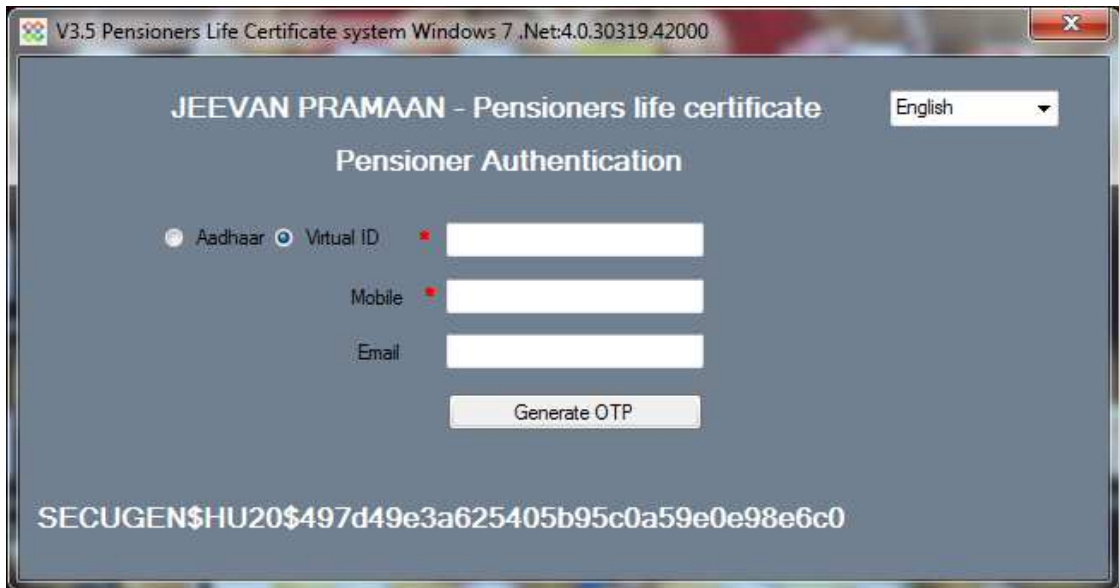 V3.5 Pensioners Life Certificate system Windows 7 .Net:4.0.30319.42000
JEEVAN PRAMAAN - Pensioners life certificate
English
Pensioner Authentication
Aadhaar Virtual ID *
Mobile *
Email
Generate OTP
SECUGEN$HU20$497d49e3a625405b95c0a59e0e98e6c0